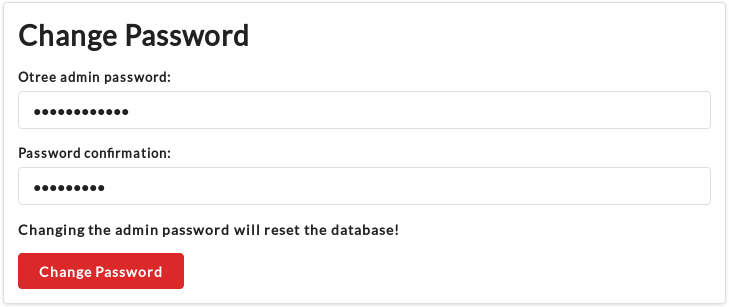 Change Password
Otree admin password:
••••••••••••
Password confirmation:
•••••••••
Changing the admin password will reset the database!
Change Password